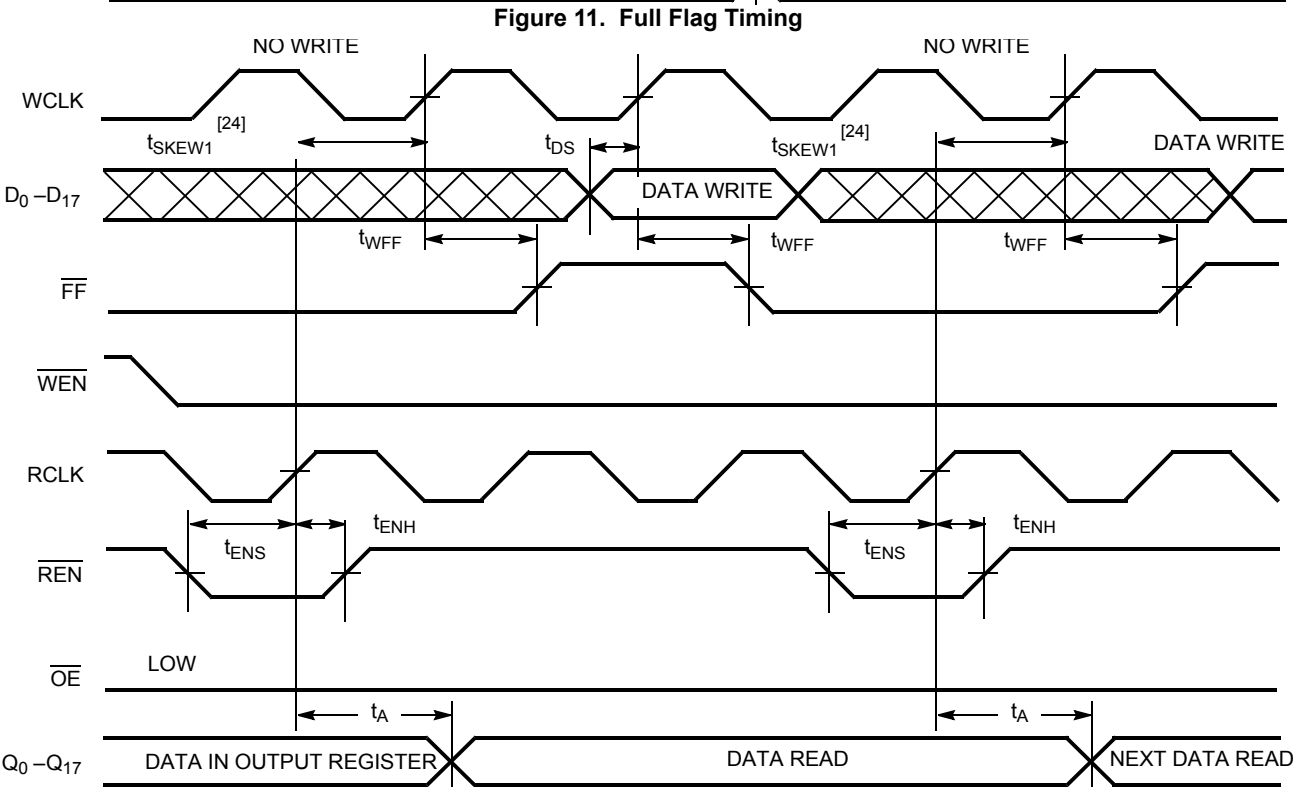 Figure 11. Full Flag Timing
NO WRITE NO WRITE
WCLK
tSKEW1 [24] tDS tSKEW1 [24] DATA WRITE
D0 –D17 DATA WRITE
tWFF tWFF tWFF
FF
WEN
RCLK
tENS tENH tENS tENH
REN
LOW
OE
tA tA
Q0 –Q17 DATA IN OUTPUT REGISTER DATA READ NEXT DATA READ